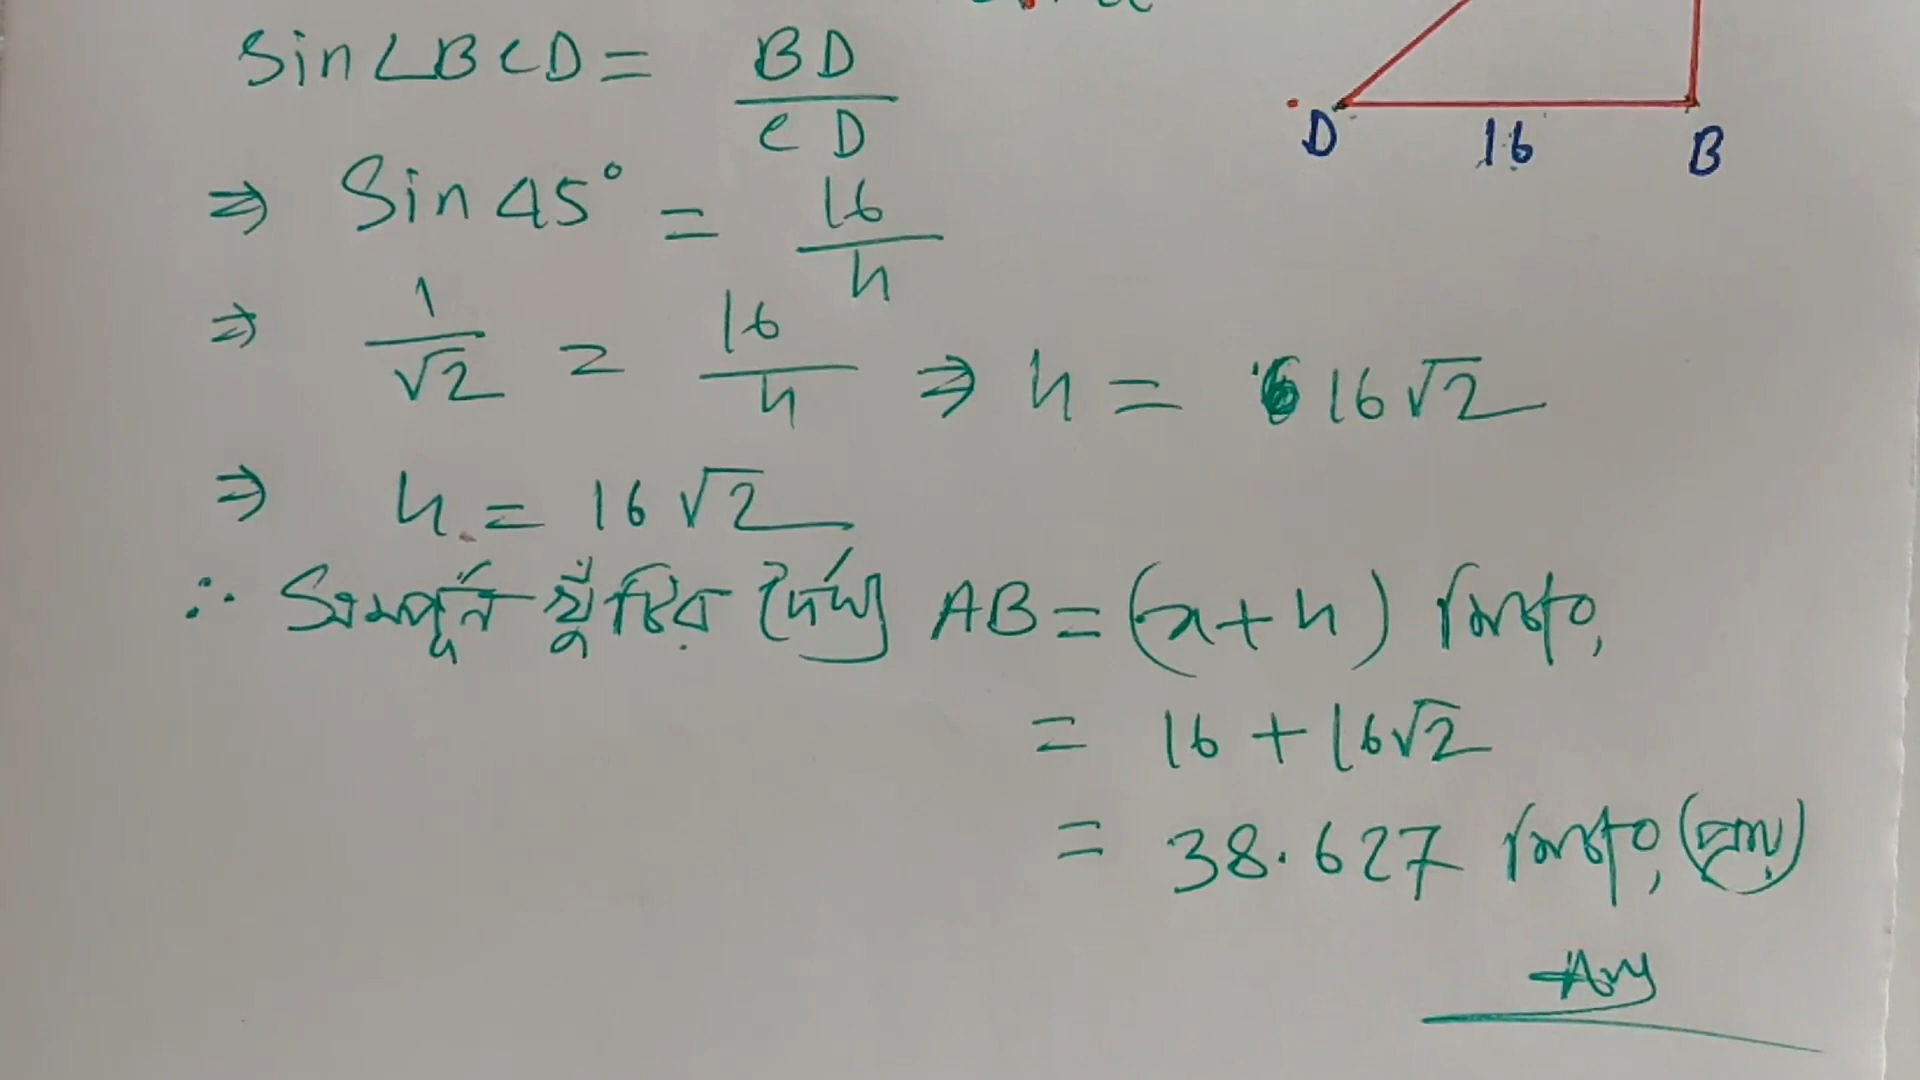 sin∠BCD = BD/CD
D 16 B
⇒ Sin 45° = 16/h
⇒ 1/√2 = 16/h ⇒ h = 16√2
⇒ h = 16√2
∴ সম্পূর্ন খুঁটির দৈর্ঘ্য AB = (x+h) মিটার,
= 16 + 16√2
= 38.627 মিটার, (প্রায়)
Ans